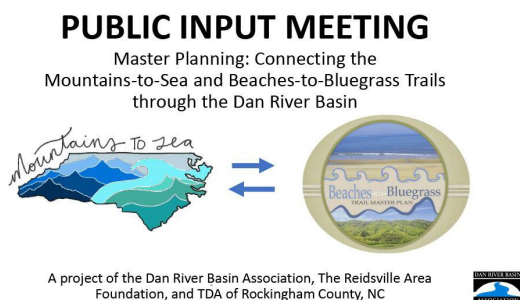 PUBLIC INPUT MEETING
Master Planning: Connecting the
Mountains-to-Sea and Beaches-to-Bluegrass Trails
through the Dan River Basin
mountains TO sea
Beaches to Bluegrass
TRAIL MASTER PLAN
A project of the Dan River Basin Association, The Reidsville Area
Foundation, and TDA of Rockingham County, NC
DAN RIVER BASIN
ASSOCIATION